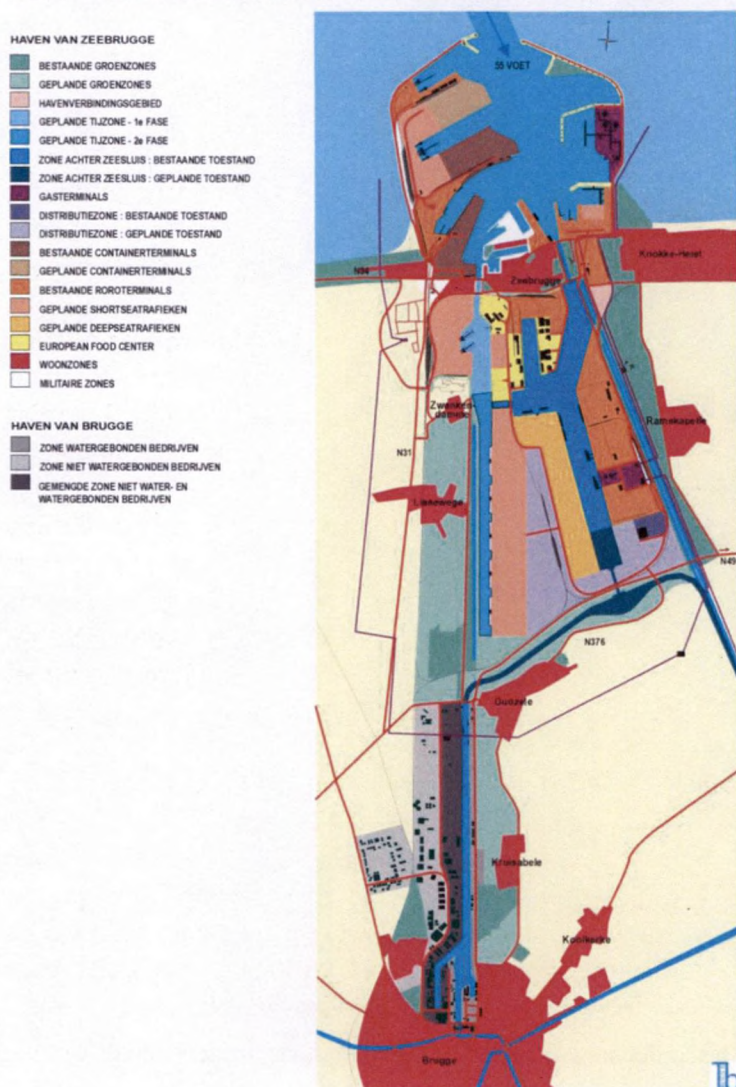 HAVEN VAN ZEEBRUGGE
BESTAANDE GROENZONES
GEPLANDE GROENZONES
HAVENVERBINDINGSGEBIED
GEPLANDE TIJZONE - 1e FASE
GEPLANDE TIJZONE - 2e FASE
ZONE ACHTER ZEESLUIS : BESTAANDE TOESTAND
ZONE ACHTER ZEESLUIS : GEPLANDE TOESTAND
GASTERMINALS
DISTRIBUTIEZONE : BESTAANDE TOESTAND
DISTRIBUTIEZONE : GEPLANDE TOESTAND
BESTAANDE CONTAINERTERMINALS
GEPLANDE CONTAINERTERMINALS
BESTAANDE ROROTERMINALS
GEPLANDE SHORTSEATRAFIEKEN
GEPLANDE DEEPSEATRAFIEKEN
EUROPEAN FOOD CENTER
WOONZONES
MILITAIRE ZONES
HAVEN VAN BRUGGE
ZONE WATERGEBONDEN BEDRIJVEN
ZONE NIET WATERGEBONDEN BEDRIJVEN
GEMENGDE ZONE NIET WATER- EN
WATERGEBONDEN BEDRIJVEN
55 VOET
Knokke-Heist
N34
Zeebrugge
Zwanken-
damme
Ramskapelle
N31
Lissewege
N49
N376
Dudzele
Kruisabele
Koolkerke
Brugge